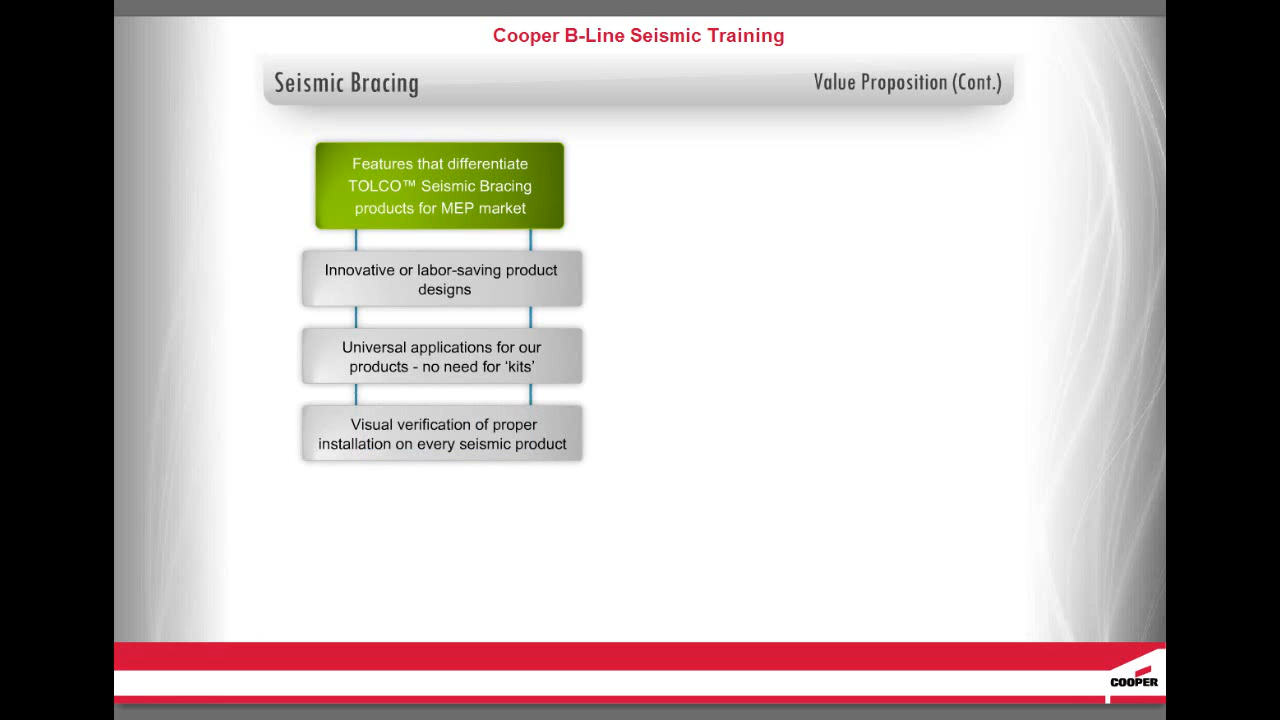 Cooper B-Line Seismic Training
Seismic Bracing
Value Proposition (Cont.)
Features that differentiate
TOLCO™ Seismic Bracing
products for MEP market
Innovative or labor-saving product
designs
Universal applications for our
products - no need for ‘kits’
Visual verification of proper
installation on every seismic product
COOPER